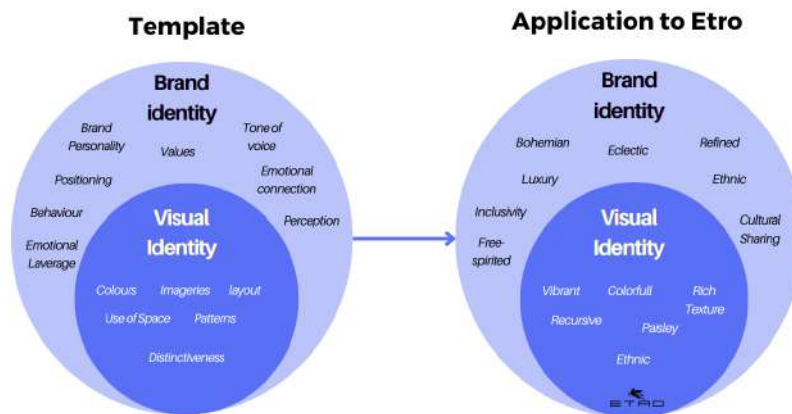 Template
Brand
identity
Brand
Personality
Values
Tone of
voice
Positioning
Emotional
connection
Behaviour
Perception
Emotional
Laverage
Visual
Identity
Colours
Imageries
layout
Use of Space
Patterns
Distinctiveness
Application to Etro
Brand
identity
Bohemian
Eclectic
Refined
Luxury
Ethnic
Inclusivity
Cultural
Sharing
Free-
spirited
Visual
Identity
Vibrant
Colorfull
Rich
Texture
Recursive
Paisley
Ethnic
ETRO